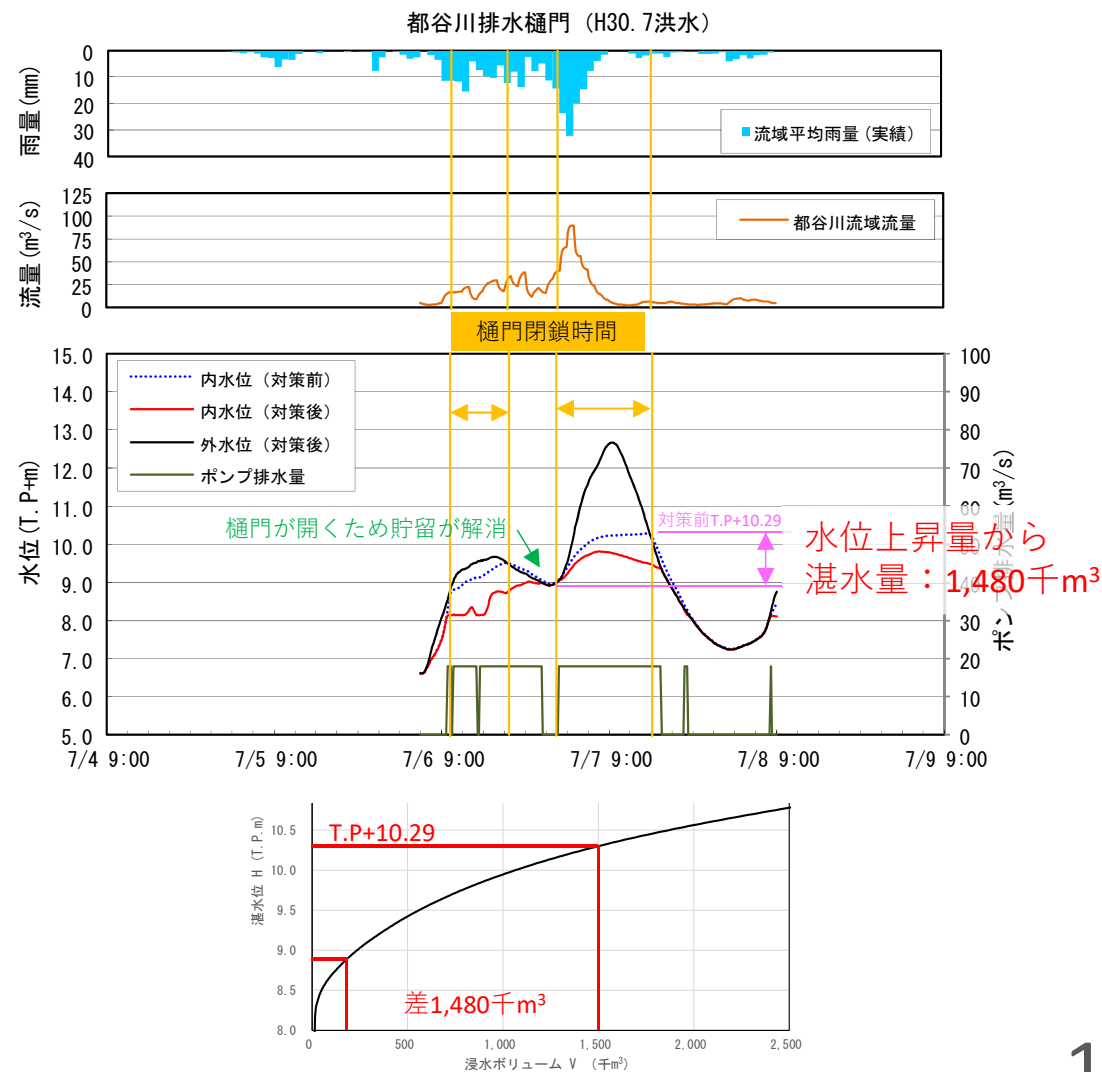 都谷川排水樋門 (H30.7洪水)
雨量(mm)
0
10
20
30
40
流域平均雨量(実績)
流量(m³/s)
125
100
75
50
25
0
都谷川流域流量
樋門閉鎖時間
水位(T.P+m)
15.0
14.0
13.0
12.0
11.0
10.0
9.0
8.0
7.0
6.0
5.0
内水位(対策前)
内水位(対策後)
外水位(対策後)
ポンプ排水量
樋門が開くため貯留が解消
対策前T.P+10.29
水位上昇量から
湛水量:1,480千m³
100
90
80
70
60
50
40
30
20
10
0
ポンプ排水量(m³/s)
7/4 9:00
7/5 9:00
7/6 9:00
7/7 9:00
7/8 9:00
7/9 9:00
湛水位 H (T.P.m)
10.5
10.0
9.5
9.0
8.5
8.0
T.P+10.29
差1,480千m³
0
500
1,000
1,500
2,000
2,500
浸水ボリューム V (千m³)
1